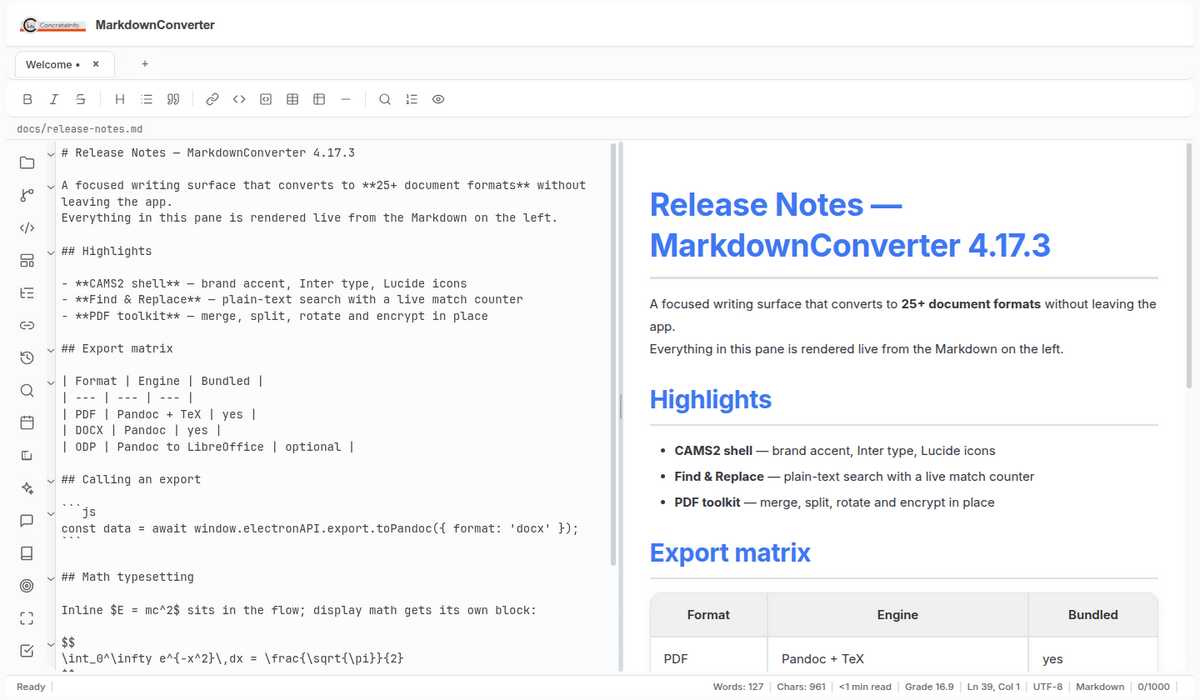 ConcreteInfo MarkdownConverter
Welcome • × +
docs/release-notes.md
# Release Notes — MarkdownConverter 4.17.3
A focused writing surface that converts to **25+ document formats** without
leaving the app.
Everything in this pane is rendered live from the Markdown on the left.
## Highlights
- **CAMS2 shell** — brand accent, Inter type, Lucide icons
- **Find & Replace** — plain-text search with a live match counter
- **PDF toolkit** — merge, split, rotate and encrypt in place
## Export matrix
| Format | Engine | Bundled |
| --- | --- | --- |
| PDF | Pandoc + TeX | yes |
| DOCX | Pandoc | yes |
| ODP | Pandoc to LibreOffice | optional |
## Calling an export
```js
const data = await window.electronAPI.export.toPandoc({ format: 'docx' });
```
## Math typesetting
Inline $E = mc^2$ sits in the flow; display math gets its own block:
$$
\int_0^\infty e^{-x^2}\,dx = \frac{\sqrt{\pi}}{2}
Release Notes —
MarkdownConverter 4.17.3
A focused writing surface that converts to 25+ document formats without leaving the
app.
Everything in this pane is rendered live from the Markdown on the left.
Highlights
• CAMS2 shell — brand accent, Inter type, Lucide icons
• Find & Replace — plain-text search with a live match counter
• PDF toolkit — merge, split, rotate and encrypt in place
Export matrix
Format Engine Bundled
PDF Pandoc + TeX yes
Ready Words: 127 Chars: 961 <1 min read Grade 16.9 Ln 39, Col 1 UTF-8 Markdown 0/1000